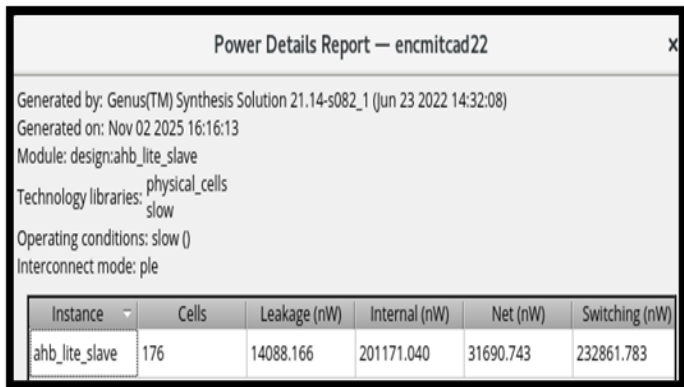 Power Details Report — encmitcad22 x
Generated by: Genus(TM) Synthesis Solution 21.14-s082_1 (Jun 23 2022 14:32:08)
Generated on: Nov 02 2025 16:16:13
Module: design:ahb_lite_slave
Technology libraries: physical_cells
slow
Operating conditions: slow ()
Interconnect mode: ple
Instance Cells Leakage (nW) Internal (nW) Net (nW) Switching (nW)
ahb_lite_slave 176 14088.166 201171.040 31690.743 232861.783